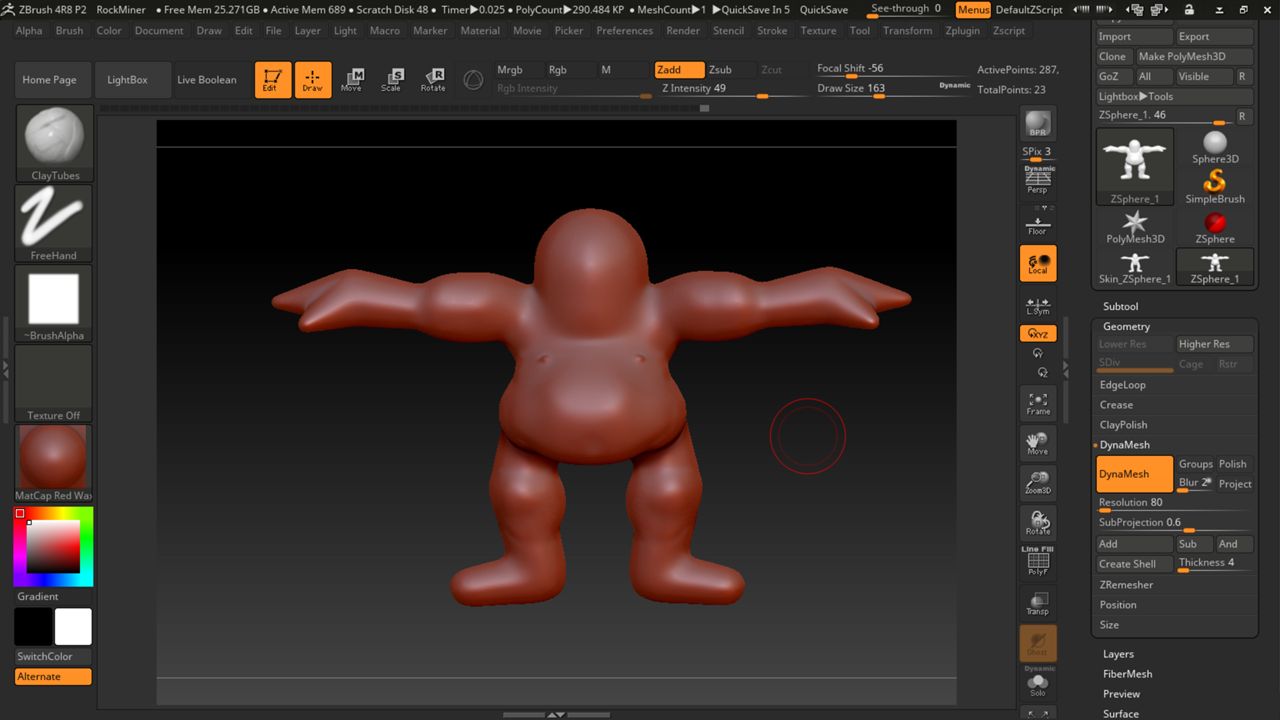 ZBrush 4R8 P2 RockMiner • Free Mem 25.271GB • Active Mem 689 • Scratch Disk 48 • Timer▶0.025 • PolyCount▶290.484 KP • MeshCount▶1 ▶QuickSave In 5 QuickSave See-through 0 Menus DefaultZScript
Alpha Brush Color Document Draw Edit File Layer Light Macro Marker Material Movie Picker Preferences Render Stencil Stroke Texture Tool Transform Zplugin Zscript
Home Page LightBox Live Boolean Edit Draw Move Scale Rotate
M S R
Mrgb Rgb M Zadd Zsub Zcut Focal Shift -56 ActivePoints: 287,
Rgb Intensity Z Intensity 49 Draw Size 163 Dynamic TotalPoints: 23
ClayTubes
FreeHand
~BrushAlpha
Texture Off
MatCap Red Wax
Gradient
SwitchColor
Alternate
BPR
SPix 3
Dynamic
Persp
Floor
Local
L.Sym
XYZ
Frame
Move
Zoom3D
Rotate
Line Fill
PolyF
Transp
Ghost
Dynamic
Solo
Import Export
Clone Make PolyMesh3D
GoZ All Visible R
Lightbox▶Tools
ZSphere_1. 46 R
Sphere3D
ZSphere_1 SimpleBrush
PolyMesh3D ZSphere
Skin_ZSphere_1 ZSphere_1
Subtool
Geometry
Lower Res Higher Res
SDiv Cage Rstr
EdgeLoop
Crease
ClayPolish
DynaMesh
DynaMesh Groups Polish
Blur 2 Project
Resolution 80
SubProjection 0.6
Add Sub And
Create Shell Thickness 4
ZRemesher
Position
Size
Layers
FiberMesh
Preview
Surface